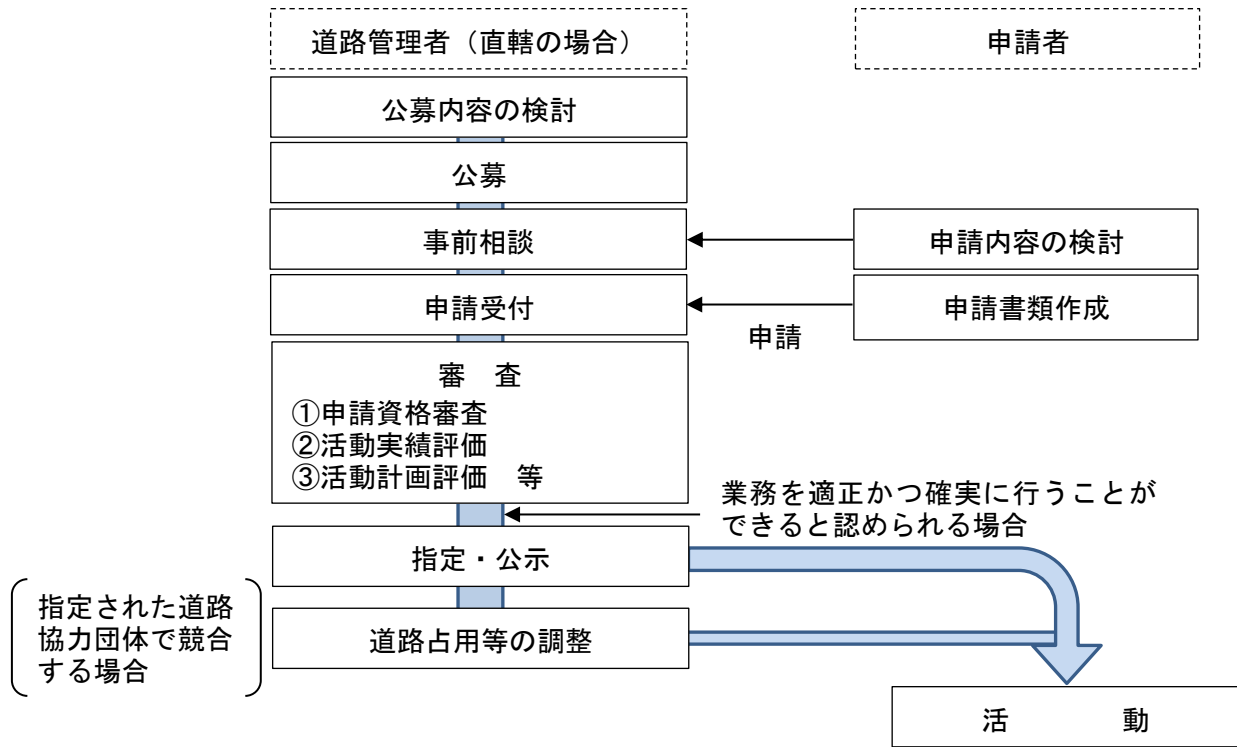 道路管理者（直轄の場合）
申請者
公募内容の検討
公募
事前相談
申請内容の検討
申請受付
申請書類作成
申請
審　査
①申請資格審査
②活動実績評価
③活動計画評価　等
業務を適正かつ確実に行うことが
できると認められる場合
指定・公示
指定された道路
協力団体で競合
する場合
道路占用等の調整
活　　　動